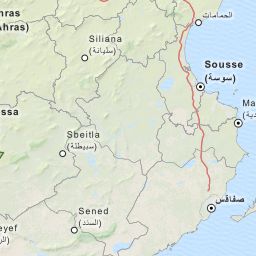 hras
Ahras)
Siliana
(سليانة)
الحمامات
Sousse
(سوسة)
Ma
ssa
Sbeitla
(سبيطلة)
صفاقس
Sened
(السند)
eyef